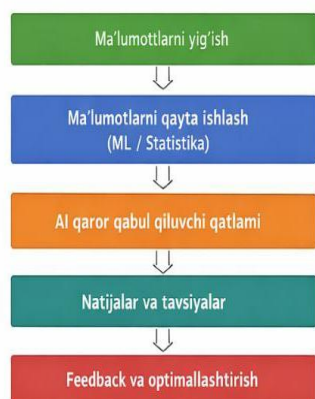 Ma'lumottlarni yig'ish
Ma'lumotlarni qayta ishlash
(ML / Statistika)
AI qaror qabul qiluvchi qatlami
Natijalar va tavsiyalar
Feedback va optimallashtirish